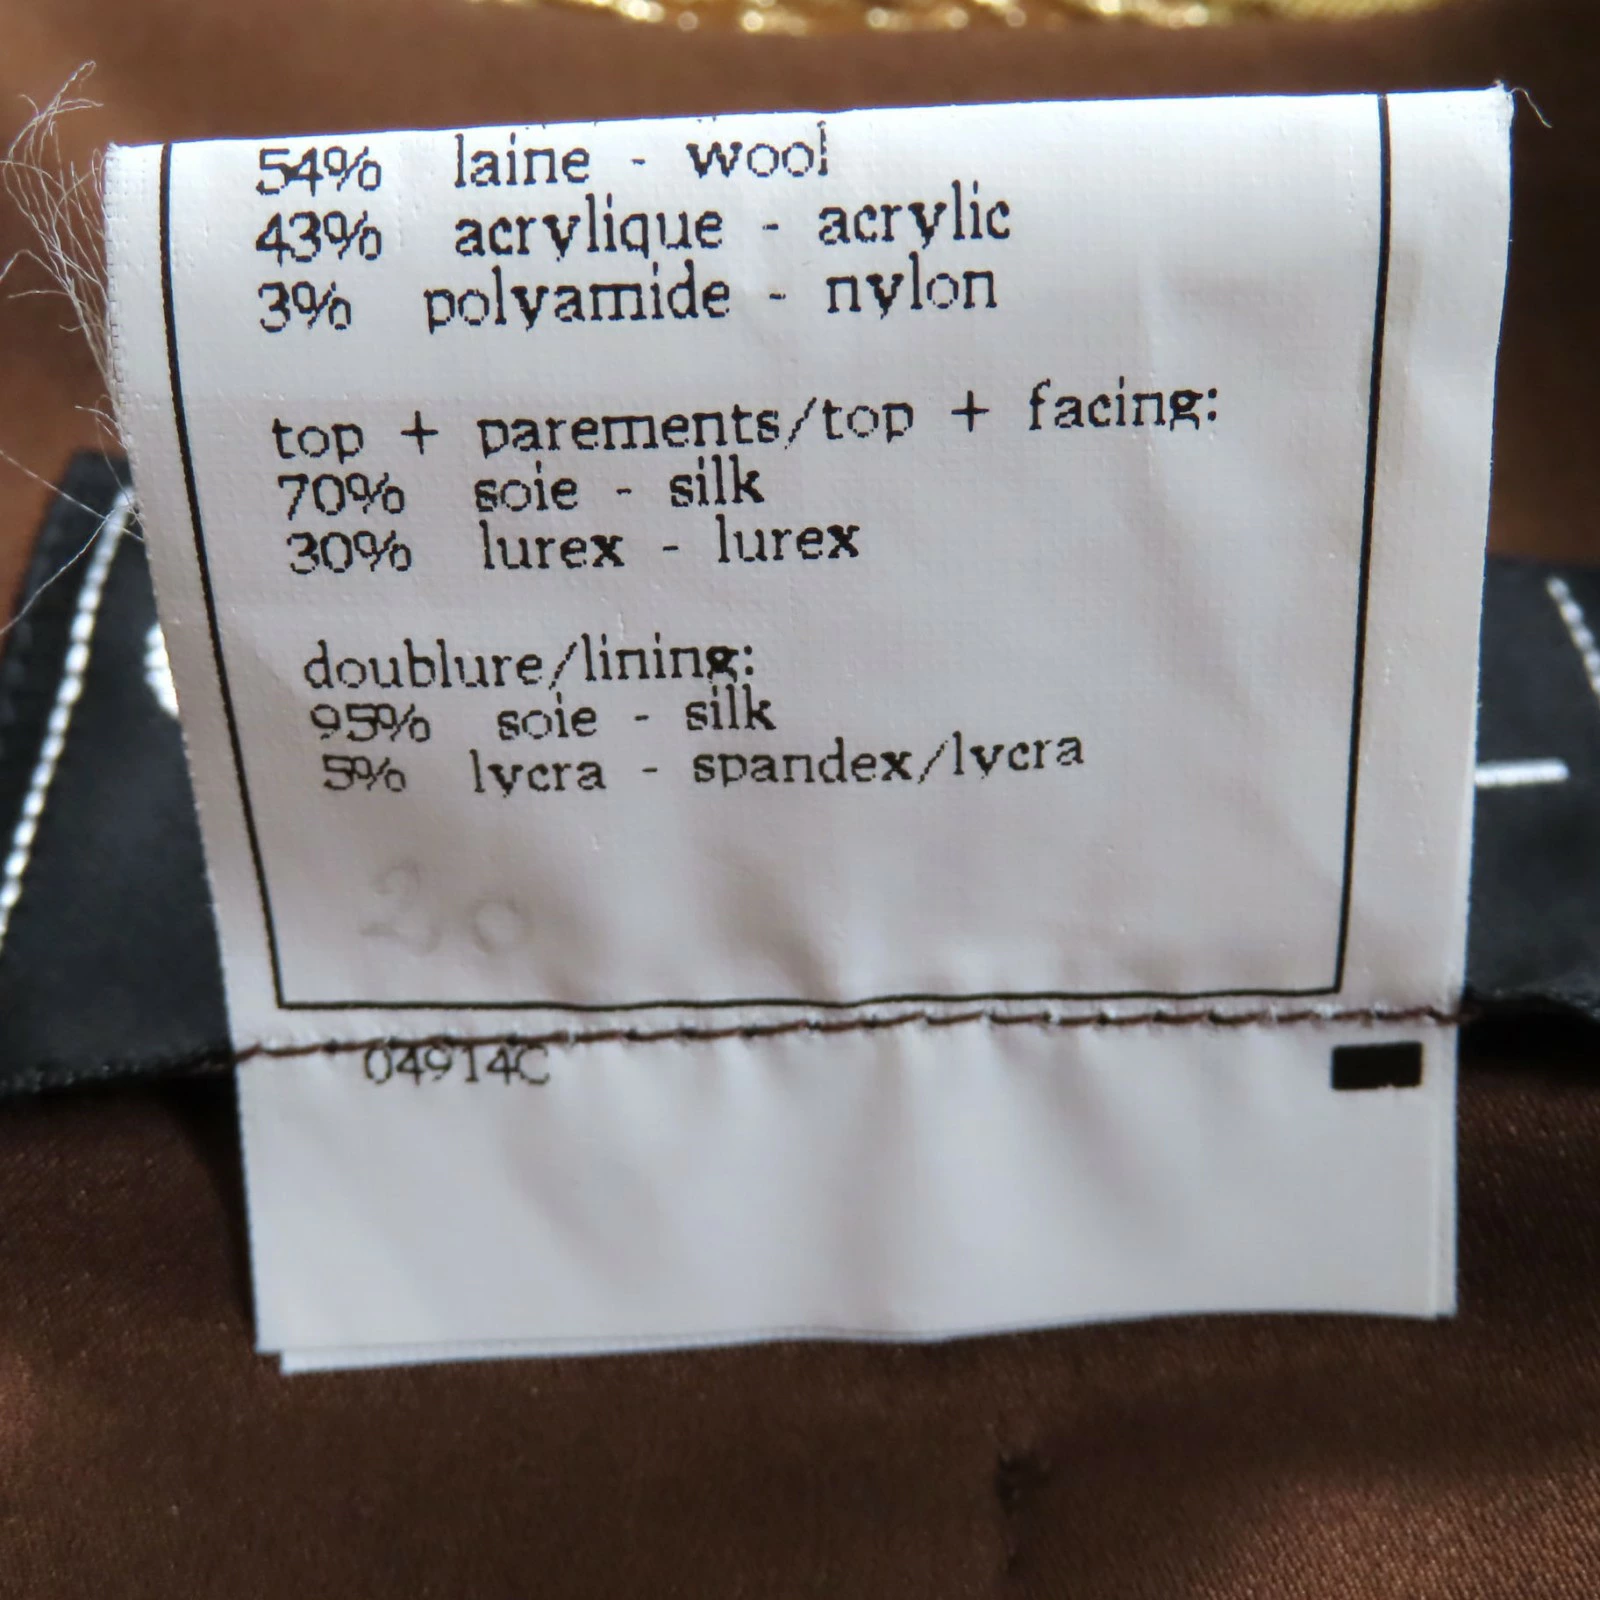 54% laine - wool
43% acrylique - acrylic
3% polyamide - nylon
top + parements/top + facing:
70% soie - silk
30% lurex - lurex
doublure/lining:
95% soie - silk
5% lycra - spandex/lycra
04914C